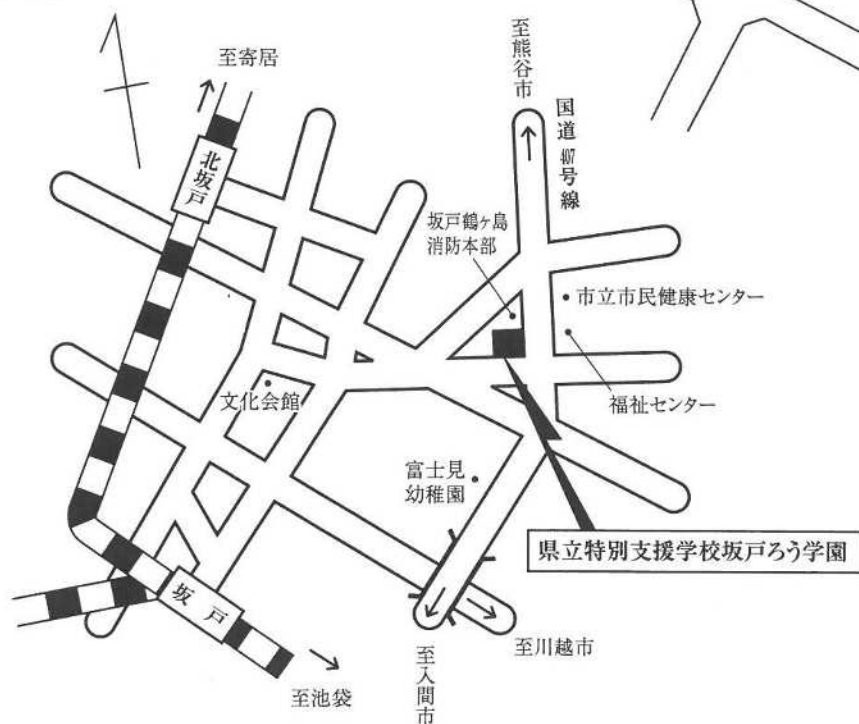 至寄居
北坂戸
至熊谷市
国道407号線
坂戸鶴ヶ島
消防本部
市立市民健康センター
福祉センター
文化会館
富士見
幼稚園
県立特別支援学校坂戸ろう学園
坂戸
至池袋
至入間市
至川越市